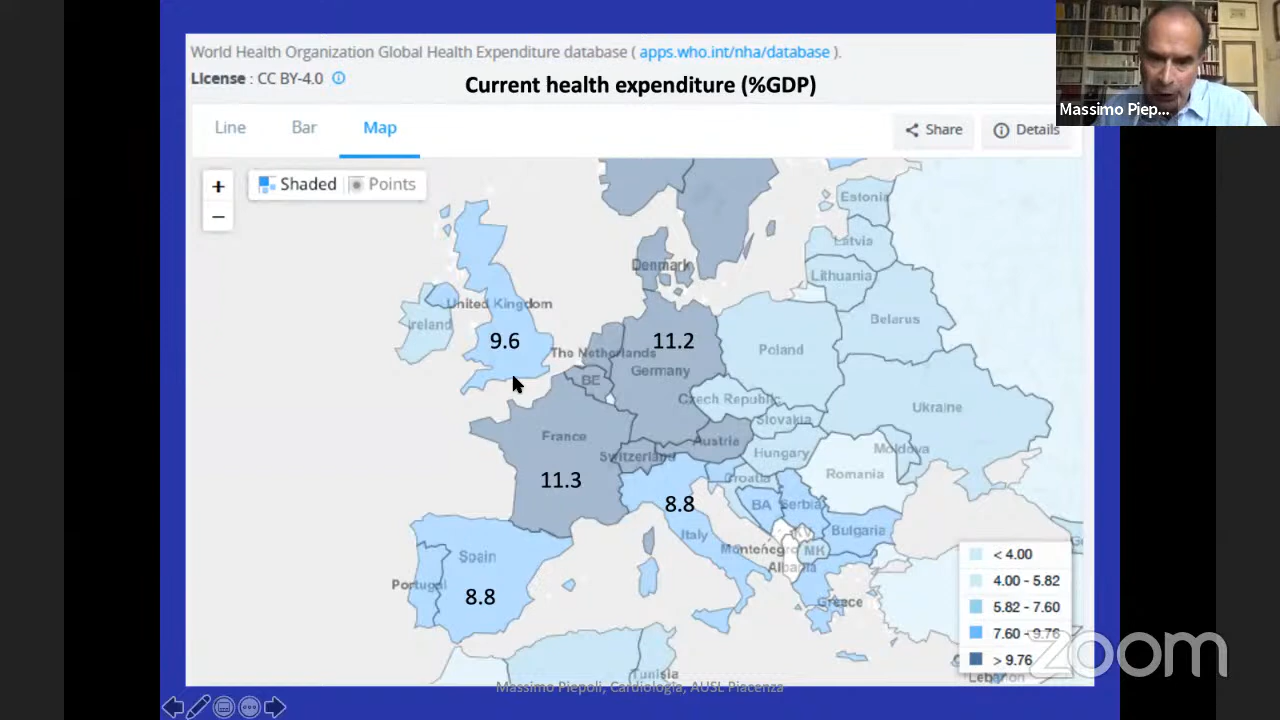 World Health Organization Global Health Expenditure database ( apps.who.int/nha/database ).
License : CC BY-4.0
Current health expenditure (%GDP)
Massimo Piep...
Line
Bar
Map
Share
Details
+
−
Shaded
Points
Estonia
Latvia
Denmark
Lithuania
United Kingdom
Ireland
Belarus
9.6
11.2
The Netherlands
Poland
Germany
BE
Czech Republic
Ukraine
Slovakia
France
Austria
Switzerland
Hungary
Moldova
Romania
11.3
Croatia
8.8
BA
Serbia
Bulgaria
Italy
KV
Montenegro
MK
Spain
Albania
Portugal
8.8
Greece
Tunisia
Lebanon
< 4.00
4.00 - 5.82
5.82 - 7.60
7.60 - 9.76
> 9.76
zoom
Massimo Piepoli, Cardiologia, AUSL Piacenza